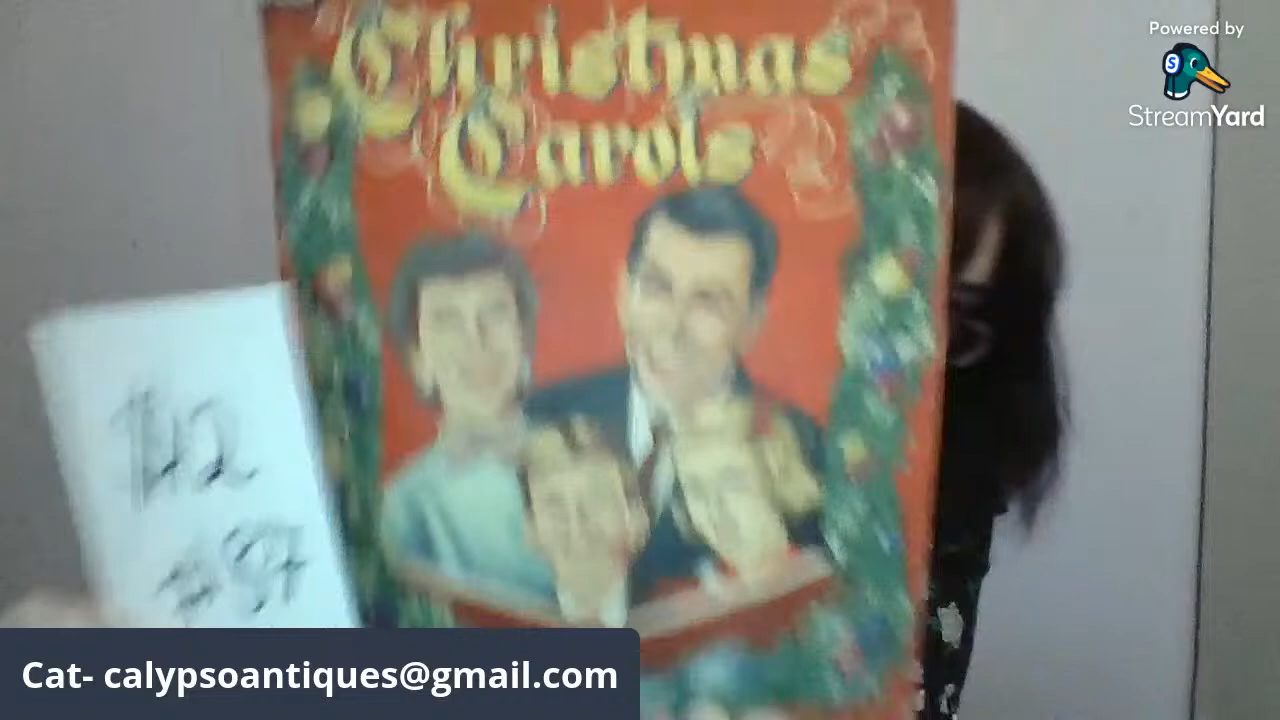 Christmas
Carols
Powered by
StreamYard
Cat- calypsoantiques@gmail.com